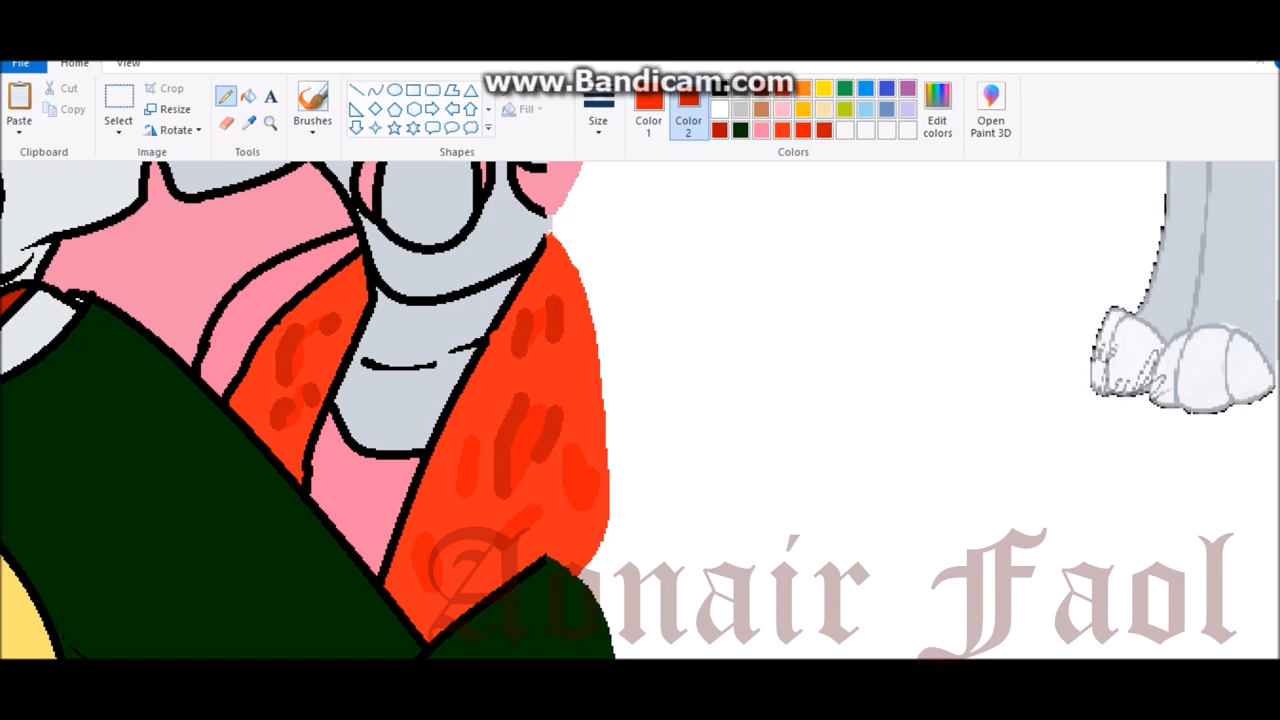 www.Bandicam.com
File Home View
Cut Crop
Copy Resize
Paste Select Rotate Brushes Fill Size Color 1 Color 2 Edit colors Open Paint 3D
Clipboard Image Tools Shapes Colors
Aonair Faol